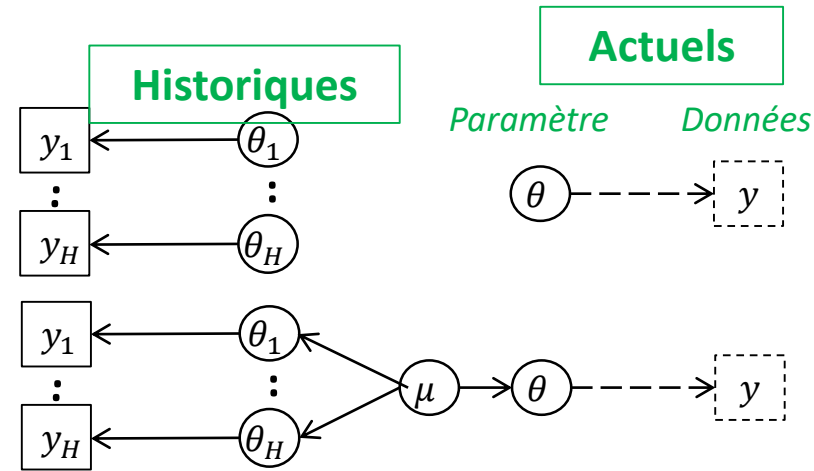 Historiques
Actuels
Paramètre Données
y₁ θ₁
⋮ ⋮
y_H θ_H
θ y
y₁ θ₁
⋮ ⋮
y_H θ_H
μ θ y